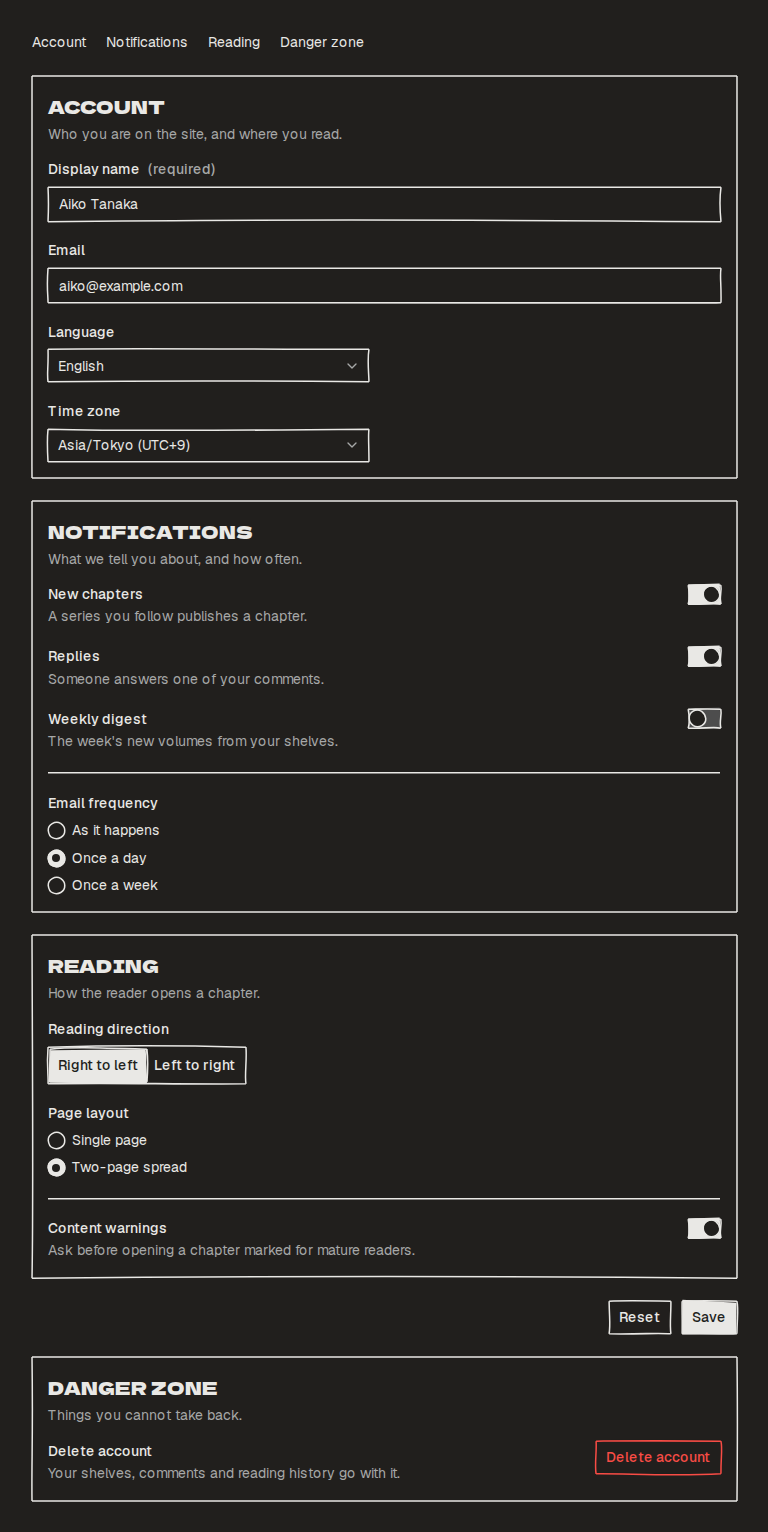 Account Notifications Reading Danger zone
ACCOUNT
Who you are on the site, and where you read.
Display name (required)
Aiko Tanaka
Email
aiko@example.com
Language
English
Time zone
Asia/Tokyo (UTC+9)
NOTIFICATIONS
What we tell you about, and how often.
New chapters
A series you follow publishes a chapter.
Replies
Someone answers one of your comments.
Weekly digest
The week's new volumes from your shelves.
Email frequency
As it happens
Once a day
Once a week
READING
How the reader opens a chapter.
Reading direction
Right to left Left to right
Page layout
Single page
Two-page spread
Content warnings
Ask before opening a chapter marked for mature readers.
Reset Save
DANGER ZONE
Things you cannot take back.
Delete account
Your shelves, comments and reading history go with it.
Delete account